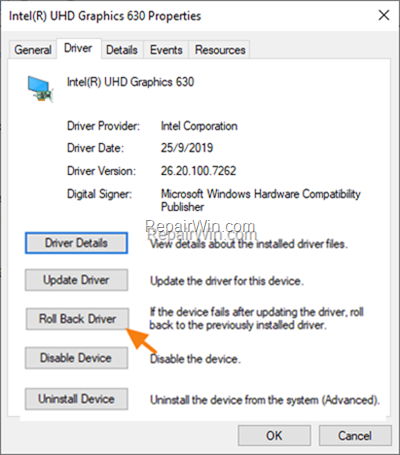 Intel(R) UHD Graphics 630 Properties
General Driver Details Events Resources
Intel(R) UHD Graphics 630
Driver Provider: Intel Corporation
Driver Date: 25/9/2019
Driver Version: 26.20.100.7262
Digital Signer: Microsoft Windows Hardware Compatibility
Publisher
RepairWin.com
RepairWin.com
Driver Details View details about the installed driver files.
Update Driver Update the driver for this device.
Roll Back Driver If the device fails after updating the driver, roll
back to the previously installed driver.
Disable Device Disable the device.
Uninstall Device Uninstall the device from the system (Advanced).
OK Cancel